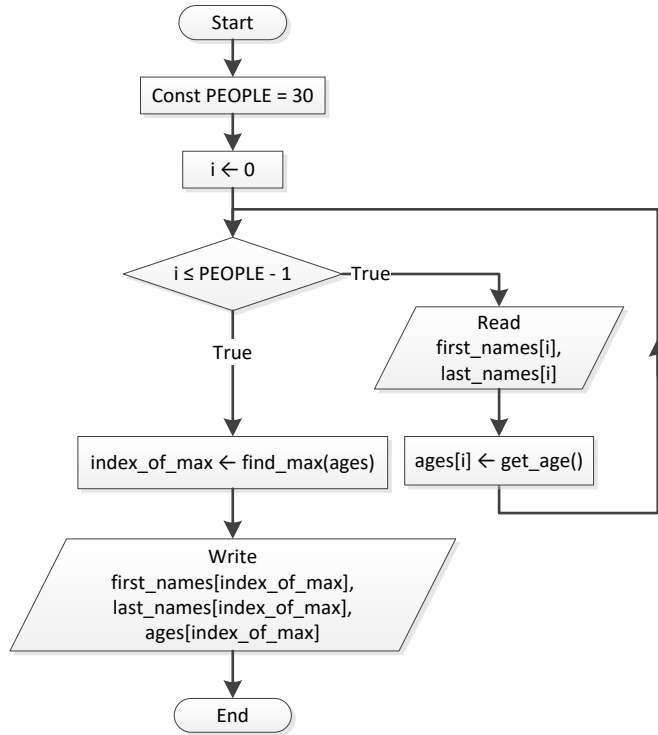 Start
Const PEOPLE = 30
i ← 0
i ≤ PEOPLE - 1
True
Read
first_names[i],
last_names[i]
ages[i] ← get_age()
True
index_of_max ← find_max(ages)
Write
first_names[index_of_max],
last_names[index_of_max],
ages[index_of_max]
End